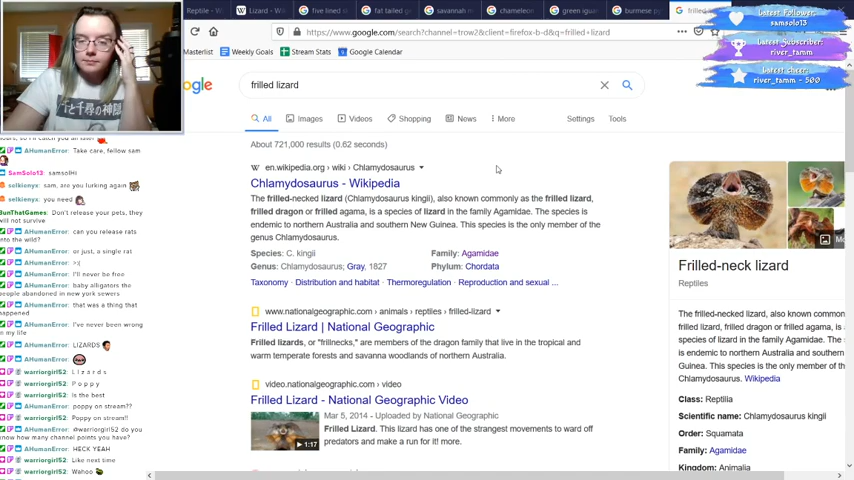 Reptile - W
Lizard - Wi
five lined s
fat tailed g
savannah m
chameleon
green iguan
burmese py
frilled li
https://www.google.com/search?channel=trow2&client=firefox-b-d&q=frilled+lizard
Masterlist
Weekly Goals
Stream Stats
Google Calendar
Latest Follower:
samsolo13
Latest Subscriber:
river_tamm
Latest cheer:
river_tamm - 500
ogle
frilled lizard
All
Images
Videos
Shopping
News
More
Settings
Tools
About 721,000 results (0.62 seconds)
en.wikipedia.org › wiki › Chlamydosaurus
Chlamydosaurus - Wikipedia
The frilled-necked lizard (Chlamydosaurus kingii), also known commonly as the frilled lizard,
frilled dragon or frilled agama, is a species of lizard in the family Agamidae. The species is
endemic to northern Australia and southern New Guinea. This species is the only member of the
genus Chlamydosaurus.
Species: C. kingii
Family: Agamidae
Genus: Chlamydosaurus; Gray, 1827
Phylum: Chordata
Taxonomy · Distribution and habitat · Thermoregulation · Reproduction and sexual ...
www.nationalgeographic.com › animals › reptiles › frilled-lizard
Frilled Lizard | National Geographic
Frilled lizards, or "frillnecks," are members of the dragon family that live in the tropical and
warm temperate forests and savanna woodlands of northern Australia.
video.nationalgeographic.com › video
Frilled Lizard - National Geographic Video
Mar 5, 2014 - Uploaded by National Geographic
Frilled Lizard. This lizard has one of the strangest movements to ward off
predators and make a run for it! more.
1:17
Frilled-neck lizard
Reptiles
The frilled-necked lizard, also known common
frilled lizard, frilled dragon or frilled agama, is a
species of lizard in the family Agamidae. The s
is endemic to northern Australia and southern
Guinea. This species is the only member of the
Chlamydosaurus. Wikipedia
Class: Reptilia
Scientific name: Chlamydosaurus kingii
Order: Squamata
Family: Agamidae
Kingdom: Animalia
AHumanError: Take care, fellow sam
SamSolo13: samsolHi
selkienyx: sam, are you lurking again
selkienyx: you need
BunThatGames: Don't release your pets, they
will not survive
AHumanError: can you release rats
into the wild?
AHumanError: or just, a single rat
AHumanError: >:(
AHumanError: I'll never be free
AHumanError: baby alligators the
people abandoned in new york sewers
AHumanError: that was a thing that
happened
AHumanError: I've never been wrong
in my life
AHumanError: LIZARDS
AHumanError:
warriorgirl52: L i z a r d s
warriorgirl52: P o p p y
warriorgirl52: Is the best
AHumanError: poppy on stream??
warriorgirl52: Poppy on stream!!
AHumanError: @warriorgirl52 do you
know how many channel points you have?
AHumanError: HECK YEAH
warriorgirl52: Like next time
warriorgirl52: Wahoo